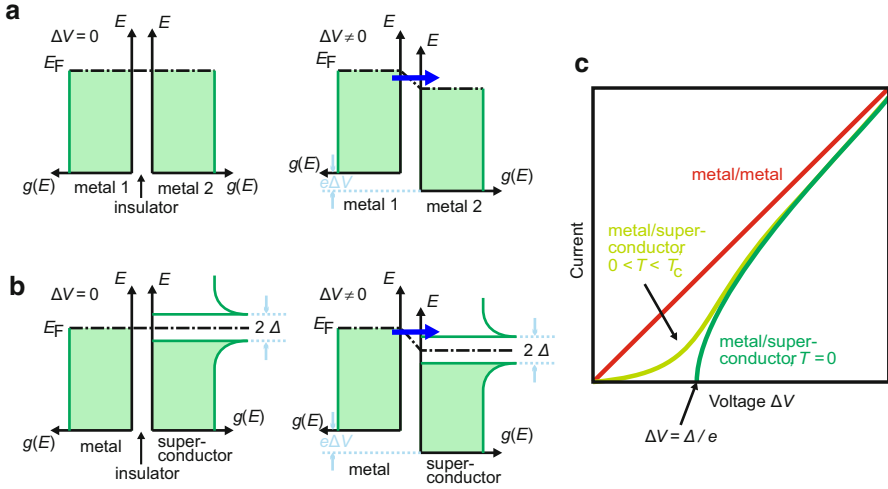 a
ΔV = 0
E
E
E_F
g(E)
metal 1
metal 2
g(E)
insulator
ΔV ≠ 0
E
E
E_F
g(E)
eΔV
metal 1
metal 2
g(E)
b
ΔV = 0
E
E
E_F
2 Δ
g(E)
metal
super-
conductor
g(E)
insulator
ΔV ≠ 0
E
E
E_F
2 Δ
g(E)
eΔV
metal
super-
conductor
g(E)
c
Current
metal/metal
metal/super-
conductor,
0 < T < T_c
metal/super-
conductor, T = 0
Voltage ΔV
ΔV = Δ / e